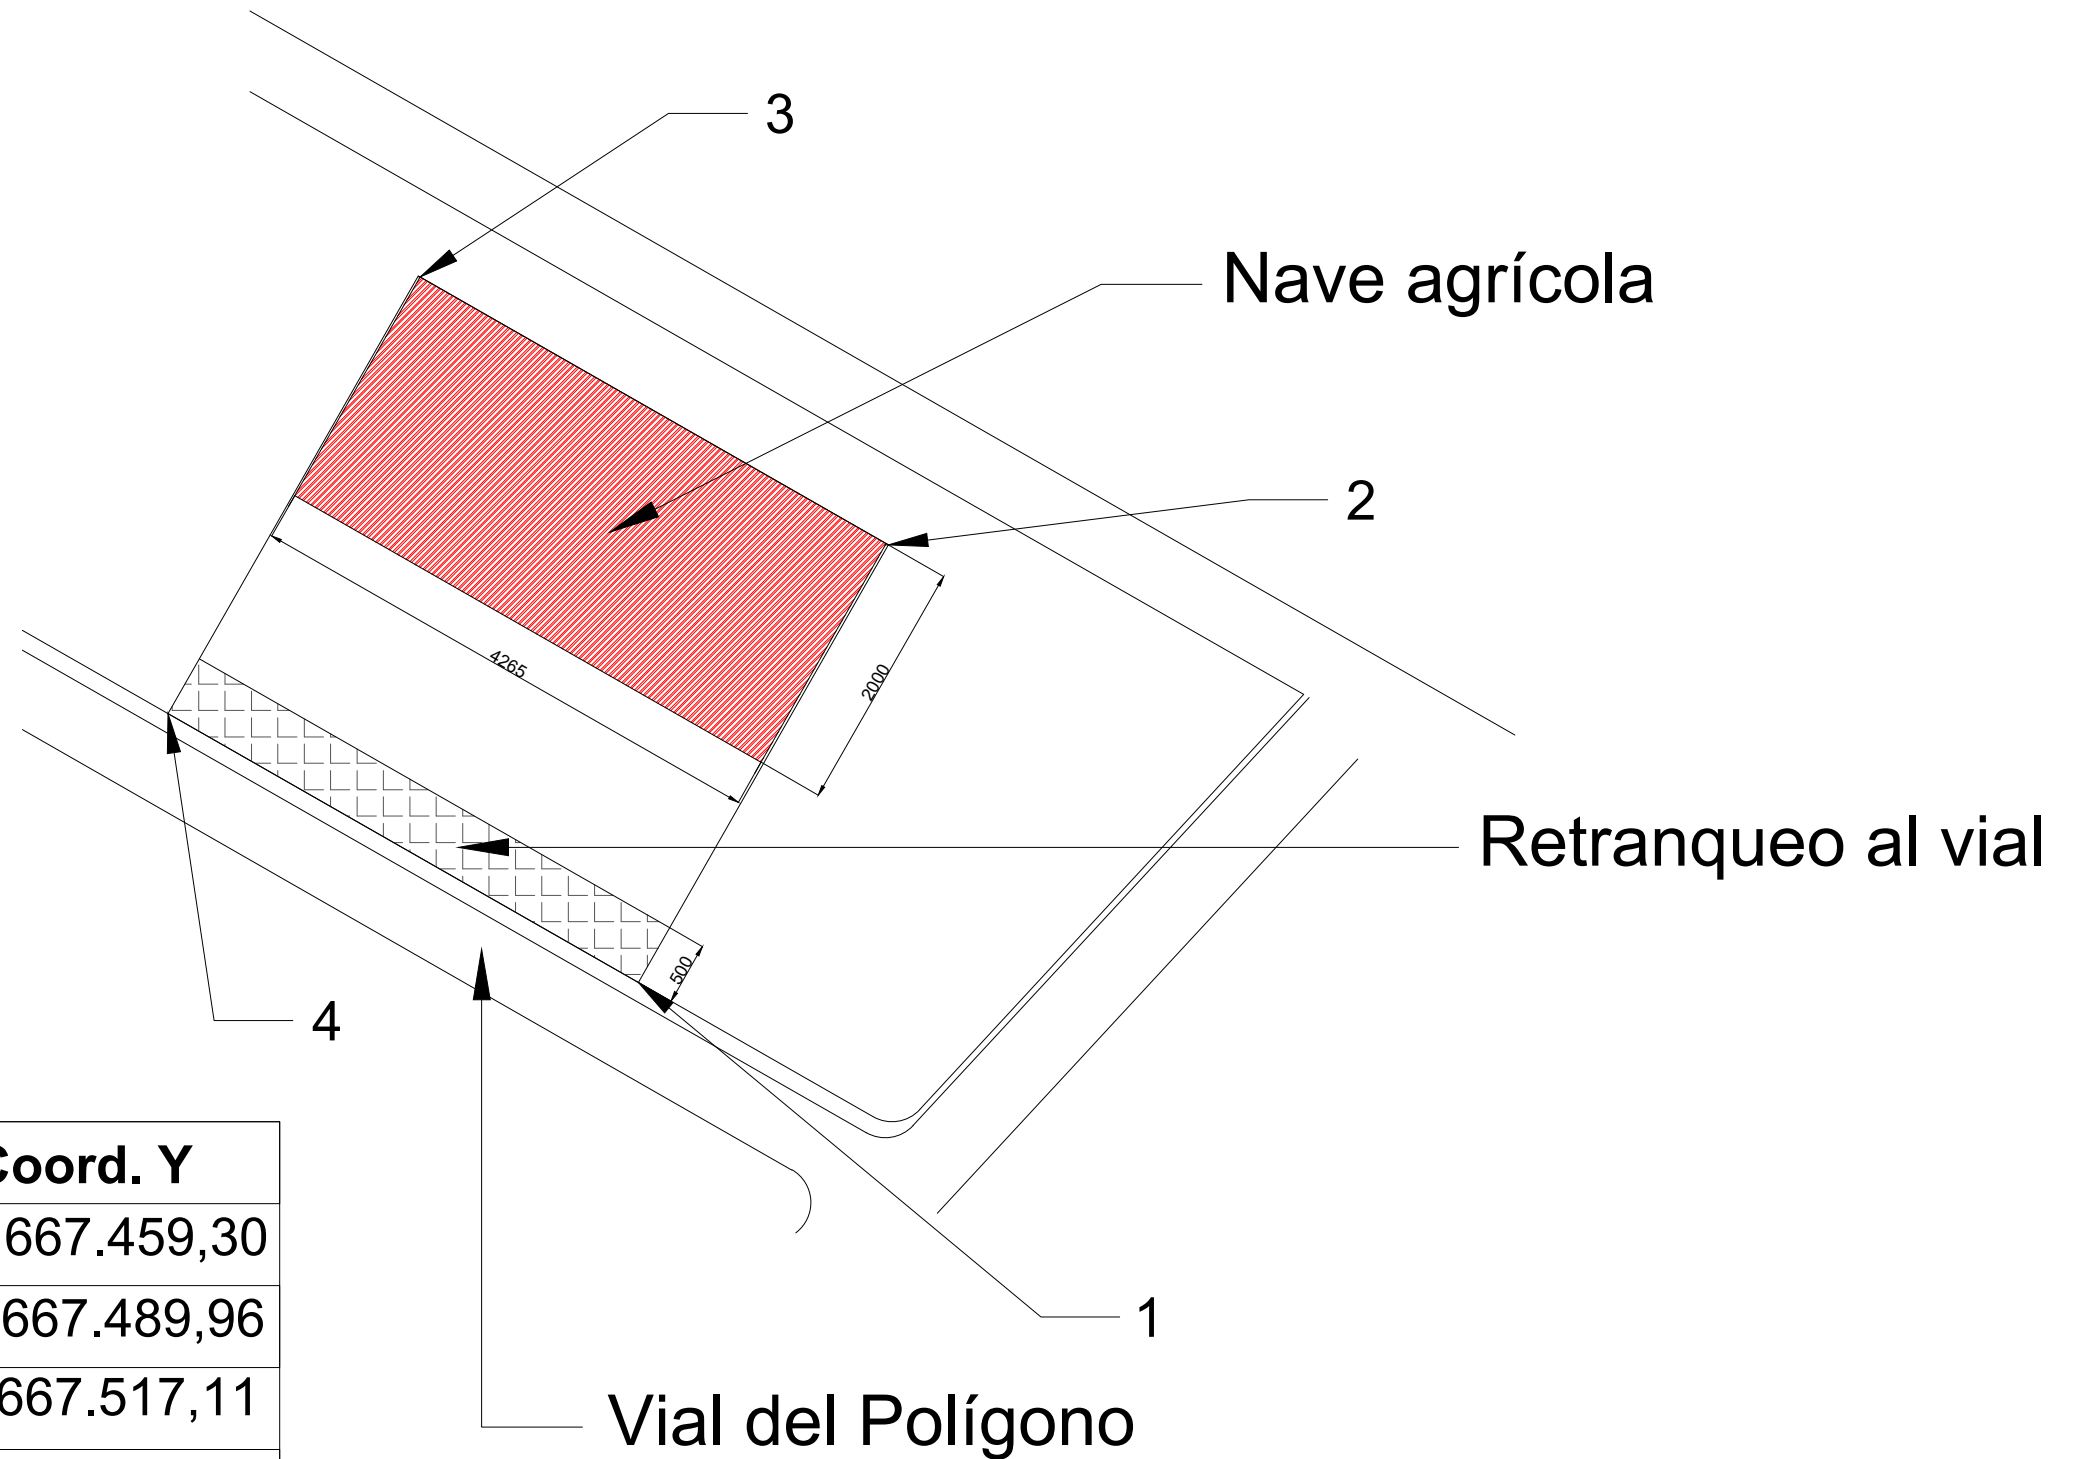 3
Nave agrícola
2
4265
2000
Retranqueo al vial
500
4
Coord. Y
667.459,30
667.489,96
667.517,11
1
Vial del Polígono